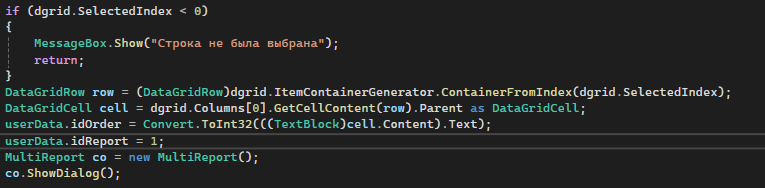 if (dgrid.SelectedIndex < 0)
{
MessageBox.Show("Строка не была выбрана");
return;
}
DataGridRow row = (DataGridRow)dgrid.ItemContainerGenerator.ContainerFromIndex(dgrid.SelectedIndex);
DataGridCell cell = dgrid.Columns[0].GetCellContent(row).Parent as DataGridCell;
userData.idOrder = Convert.ToInt32(((TextBlock)cell.Content).Text);
userData.idReport = 1;
MultiReport co = new MultiReport();
co.ShowDialog();